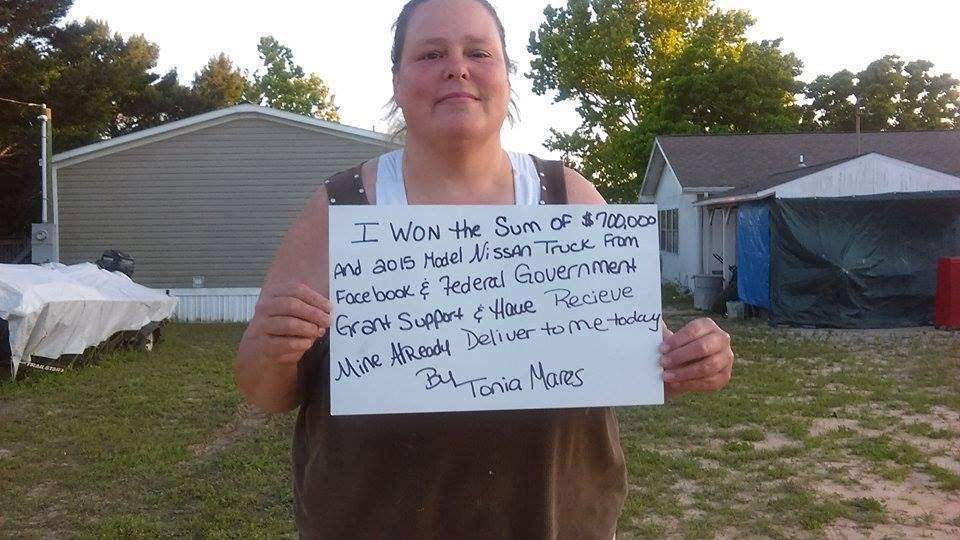 I WON the Sum OF $700,000
And 2015 Model Nissan Truck From
Facebook & Federal Government
Grant Support & Have Recieve
Mine Already Deliver to me today
By Tonia Mares
TRAILSTAR